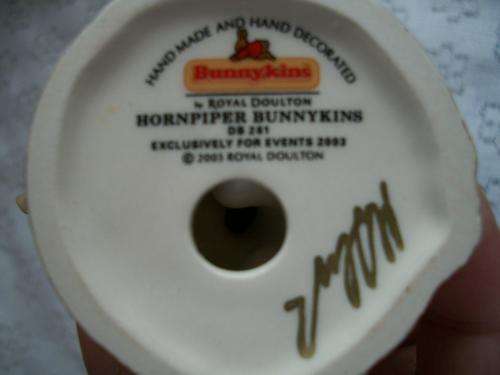 HAND MADE AND HAND DECORATED
Bunnykins
by ROYAL DOULTON
HORNPIPER BUNNYKINS
DB 261
EXCLUSIVELY FOR EVENTS 2003
© 2003 ROYAL DOULTON